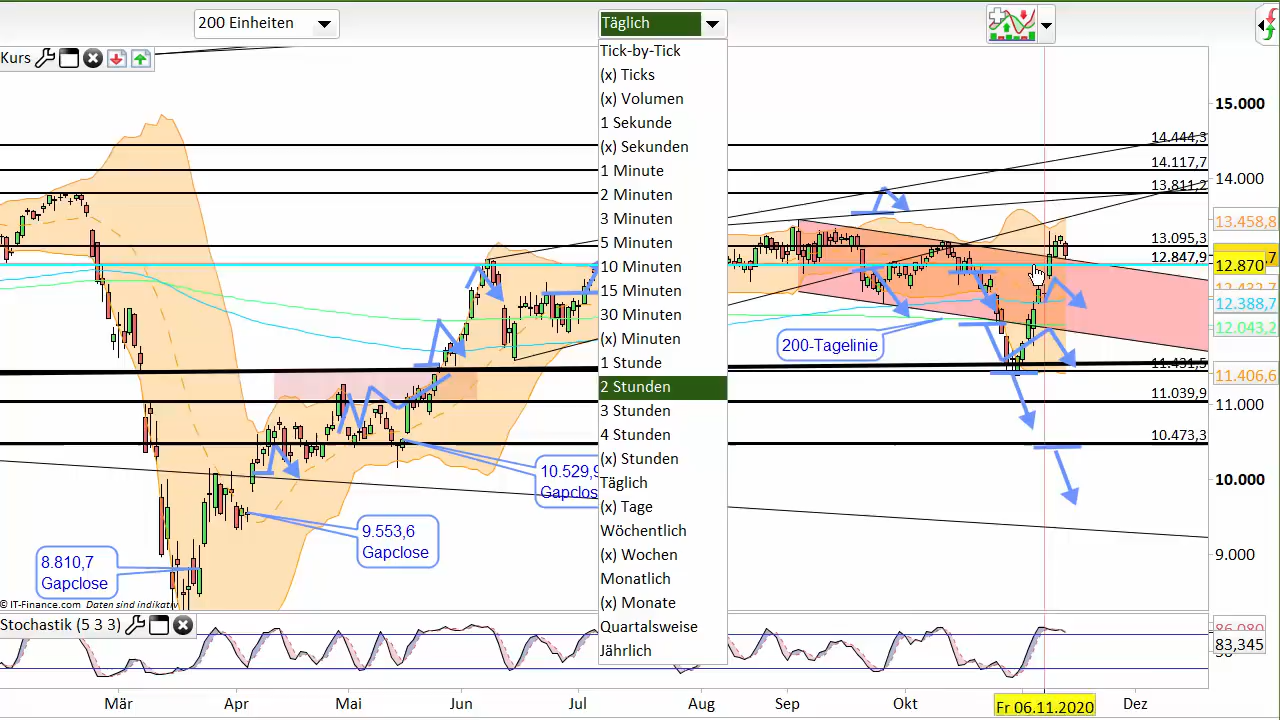 200 Einheiten
Täglich
Kurs
Tick-by-Tick
(x) Ticks
(x) Volumen
1 Sekunde
(x) Sekunden
1 Minute
2 Minuten
3 Minuten
5 Minuten
10 Minuten
15 Minuten
30 Minuten
(x) Minuten
1 Stunde
2 Stunden
3 Stunden
4 Stunden
(x) Stunden
Täglich
(x) Tage
Wöchentlich
(x) Wochen
Monatlich
(x) Monate
Quartalsweise
Jährlich
14.444,3
14.117,7
13.811,2
13.095,3
12.847,9
11.431,5
11.039,9
10.473,3
15.000
14.000
13.458,8
12.870
12.388,7
12.043,2
11.406,6
11.000
10.000
9.000
200-Tagelinie
10.529,9
Gapclose
9.553,6
Gapclose
8.810,7
Gapclose
© IT-Finance.com Daten sind indikativ
Stochastik (5 3 3)
86,080
83,345
Mär
Apr
Mai
Jun
Jul
Aug
Sep
Okt
Fr 06.11.2020
Dez